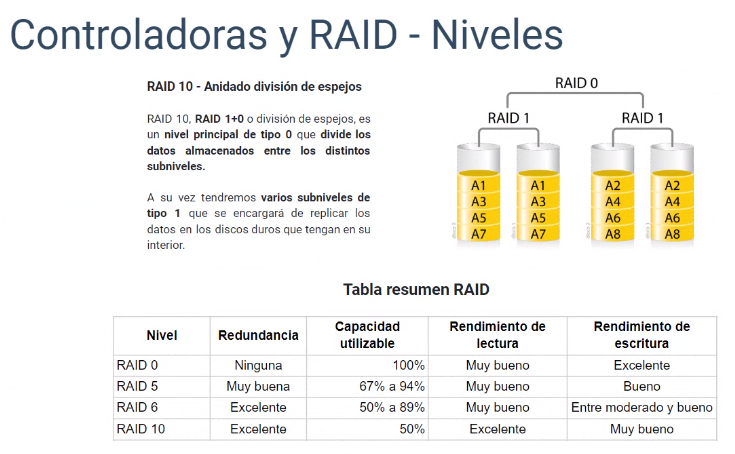 Controladoras y RAID - Niveles
RAID 10 - Anidado división de espejos
RAID 10, RAID 1+0 o división de espejos, es
un nivel principal de tipo 0 que divide los
datos almacenados entre los distintos
subniveles.
A su vez tendremos varios subniveles de
tipo 1 que se encargará de replicar los
datos en los discos duros que tengan en su
interior.
RAID 0
RAID 1 RAID 1
A1 A1 A2 A2
A3 A3 A4 A4
A5 A5 A6 A6
A7 A7 A8 A8
Tabla resumen RAID
Nivel Redundancia Capacidad utilizable Rendimiento de lectura Rendimiento de escritura
RAID 0 Ninguna 100% Muy bueno Excelente
RAID 5 Muy buena 67% a 94% Muy bueno Bueno
RAID 6 Excelente 50% a 89% Muy bueno Entre moderado y bueno
RAID 10 Excelente 50% Excelente Muy bueno